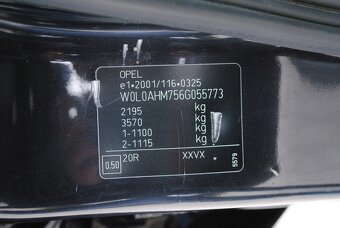 OPEL
e1*2001/116*0325
W0L0AHM756G055773
2195 kg
3570 kg
1-1100 kg
2-1115 kg
0.50 20R XXVX
5579